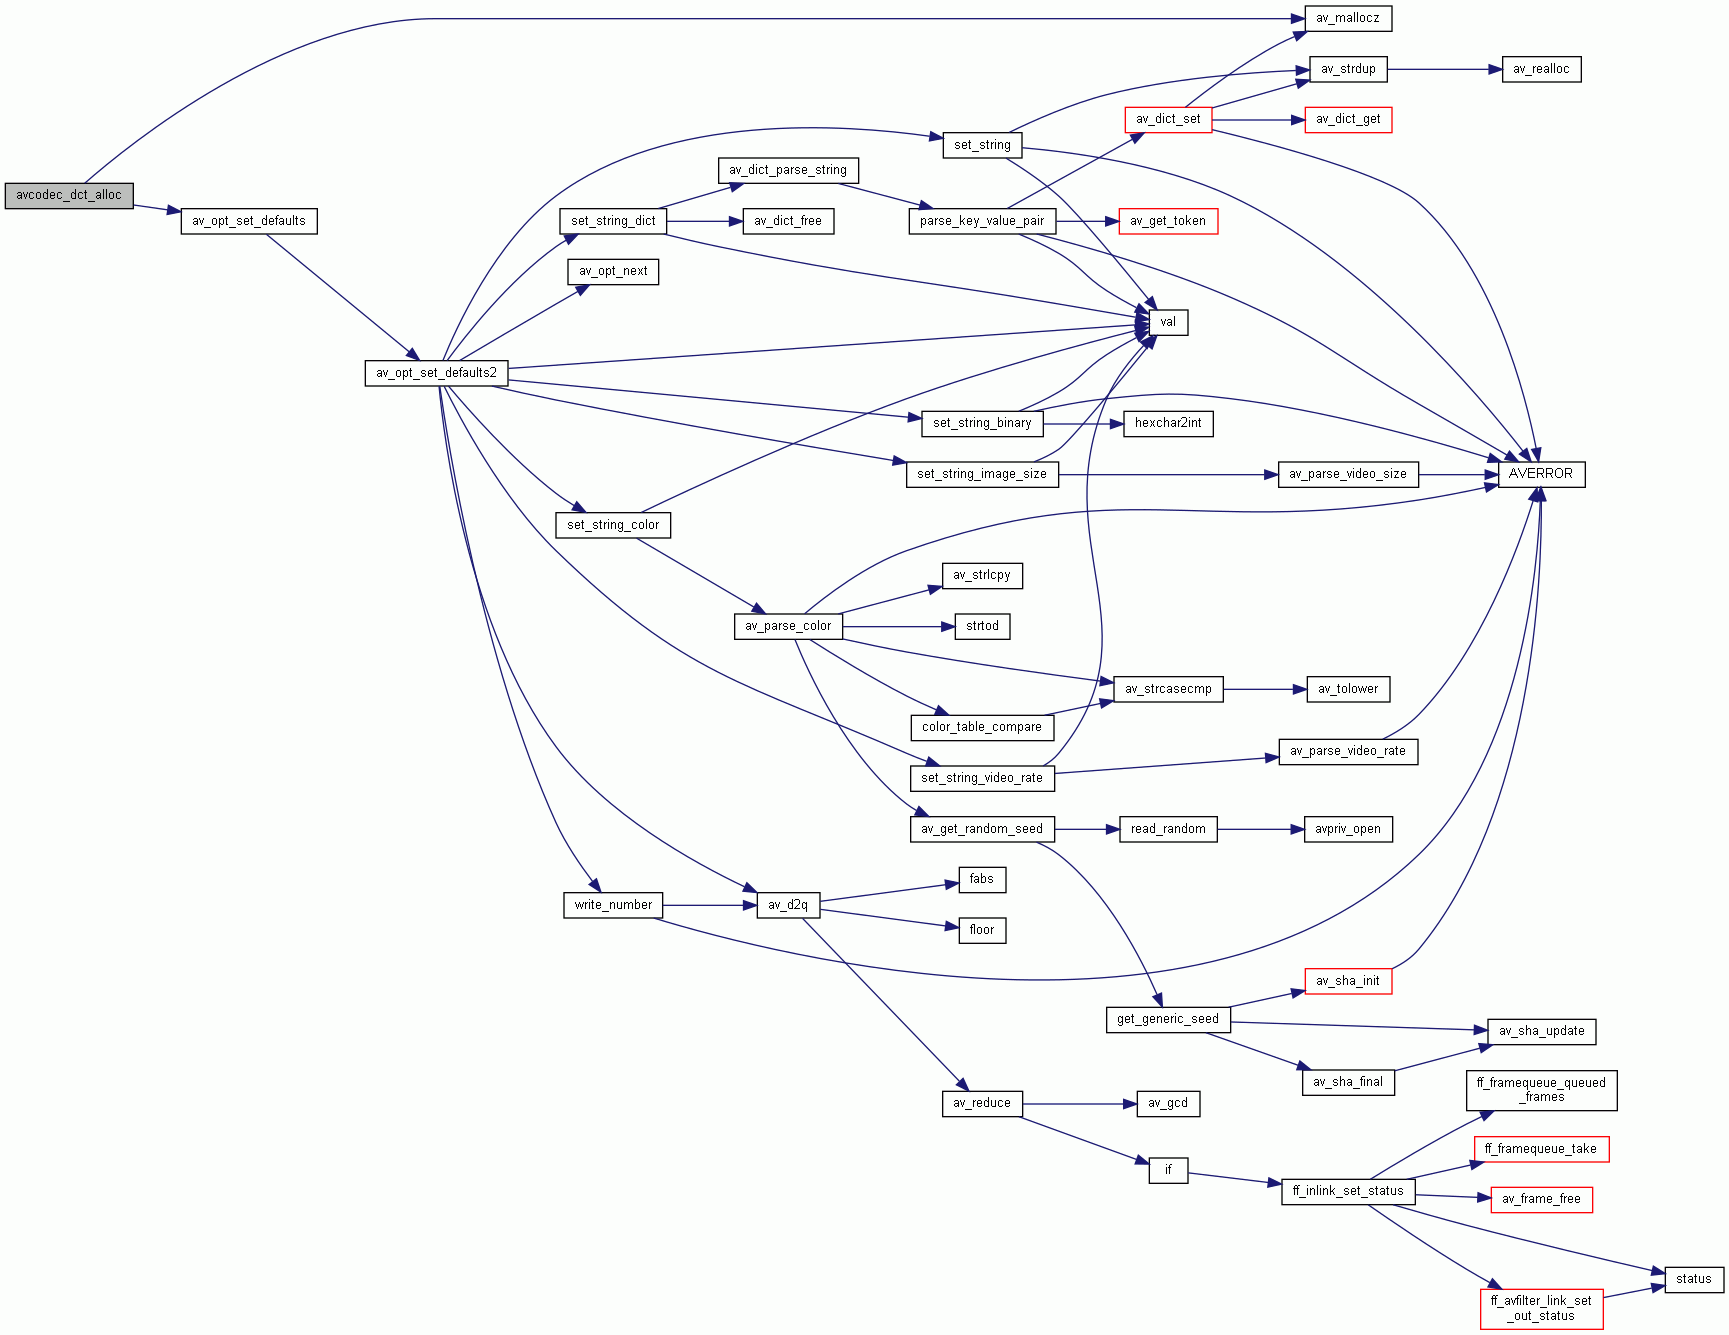 av_mallocz
av_strdup
av_realloc
av_dict_set
av_dict_get
set_string
av_dict_parse_string
avcodec_dct_alloc
av_opt_set_defaults
set_string_dict
av_dict_free
parse_key_value_pair
av_get_token
av_opt_next
val
av_opt_set_defaults2
set_string_binary
hexchar2int
set_string_image_size
av_parse_video_size
AVERROR
set_string_color
av_strlcpy
av_parse_color
strtod
av_strcasecmp
av_tolower
color_table_compare
av_parse_video_rate
set_string_video_rate
av_get_random_seed
read_random
avpriv_open
fabs
write_number
av_d2q
floor
av_sha_init
get_generic_seed
av_sha_update
av_sha_final
ff_framequeue_queued
_frames
av_reduce
av_gcd
ff_framequeue_take
if
ff_inlink_set_status
av_frame_free
status
ff_avfilter_link_set
_out_status